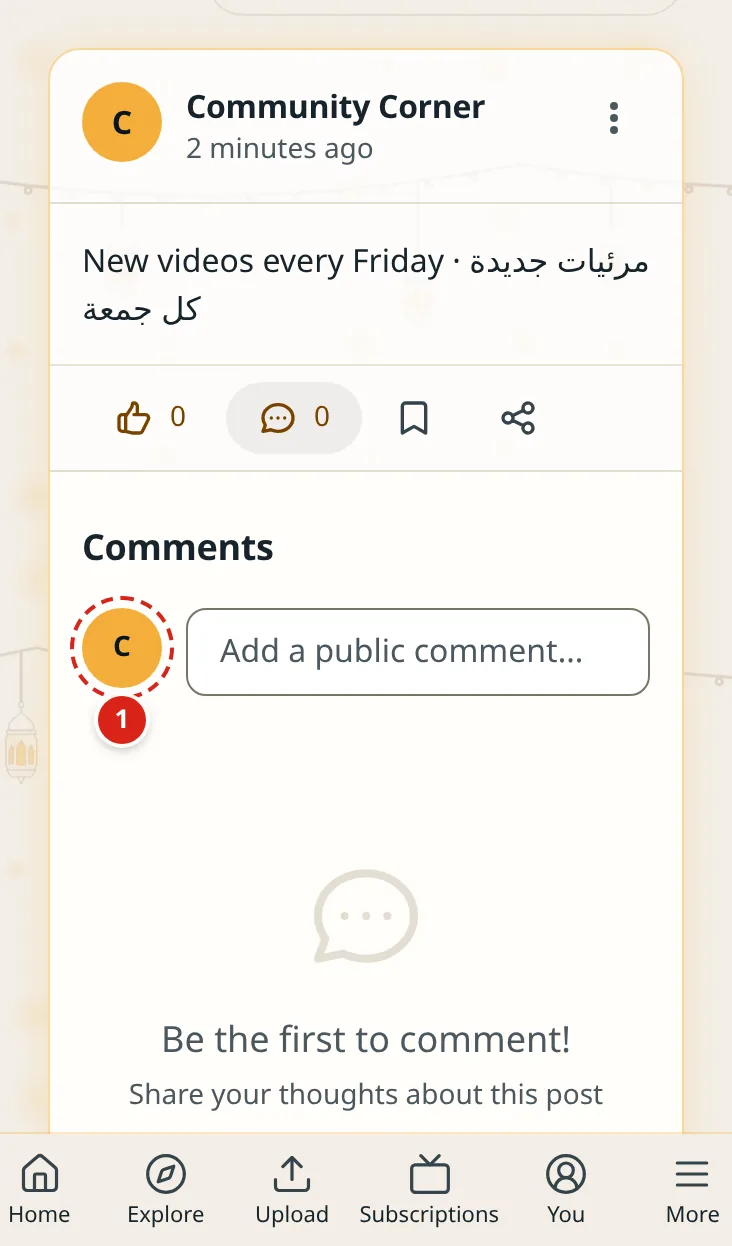 C
Community Corner
2 minutes ago
New videos every Friday · مرئيات جديدة
كل جمعة
0
0
Comments
C
Add a public comment...
1
Be the first to comment!
Share your thoughts about this post
Home
Explore
Upload
Subscriptions
You
More